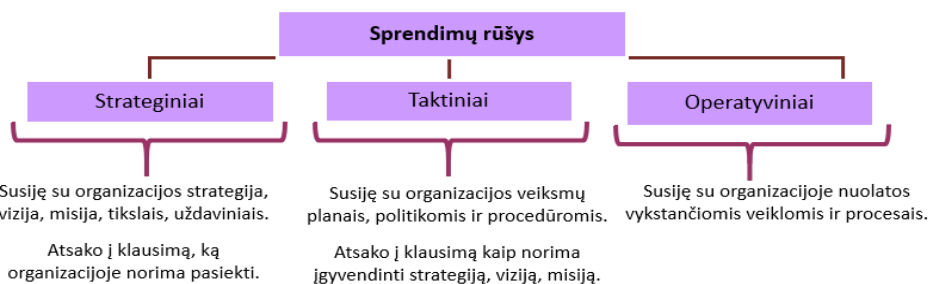 Sprendimų rūšys
Strateginiai
Taktiniai
Operatyviniai
Susiję su organizacijos strategija,
vizija, misija, tikslais, uždaviniais.
Atsako į klausimą, ką
organizacijoje norima pasiekti.
Susiję su organizacijos veiksmų
planais, politikomis ir procedūromis.
Atsako į klausimą kaip norima
įgyvendinti strategiją, viziją, misiją.
Susiję su organizacijoje nuolatos
vykstančiomis veiklomis ir procesais.